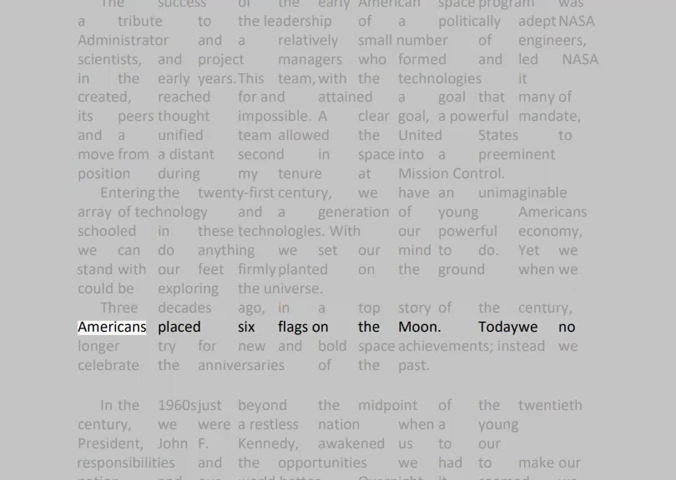 The success of the early American space program was
a tribute to the leadership of a politically adept NASA
Administrator and a relatively small number of engineers,
scientists, and project managers who formed and led NASA
in the early years. This team, with the technologies it
created, reached for and attained a goal that many of
its peers thought impossible. A clear goal, a powerful mandate,
and a unified team allowed the United States to
move from a distant second in space into a preeminent
position during my tenure at Mission Control.
Entering the twenty-first century, we have an unimaginable
array of technology and a generation of young Americans
schooled in these technologies. With our powerful economy,
we can do anything we set our mind to do. Yet we
stand with our feet firmly planted on the ground when we
could be exploring the universe.
Three decades ago, in a top story of the century,
Americans placed six flags on the Moon. Today we no
longer try for new and bold space achievements; instead we
celebrate the anniversaries of the past.
In the 1960s just beyond the midpoint of the twentieth
century, we were a restless nation when a young
President, John F. Kennedy, awakened us to our
responsibilities and the opportunities we had to make our